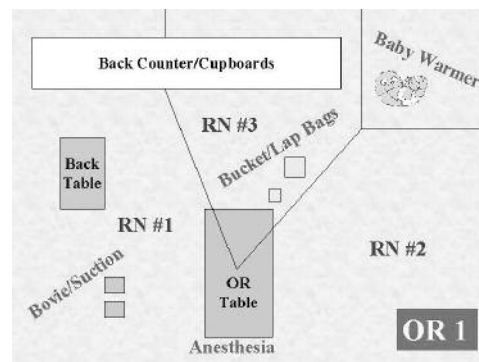 Back Counter/Cupboards
Baby Warmer
RN #3
Bucket/Lap Bags
Back
Table
RN #1
RN #2
Bovie/Suction
OR
Table
OR 1
Anesthesia